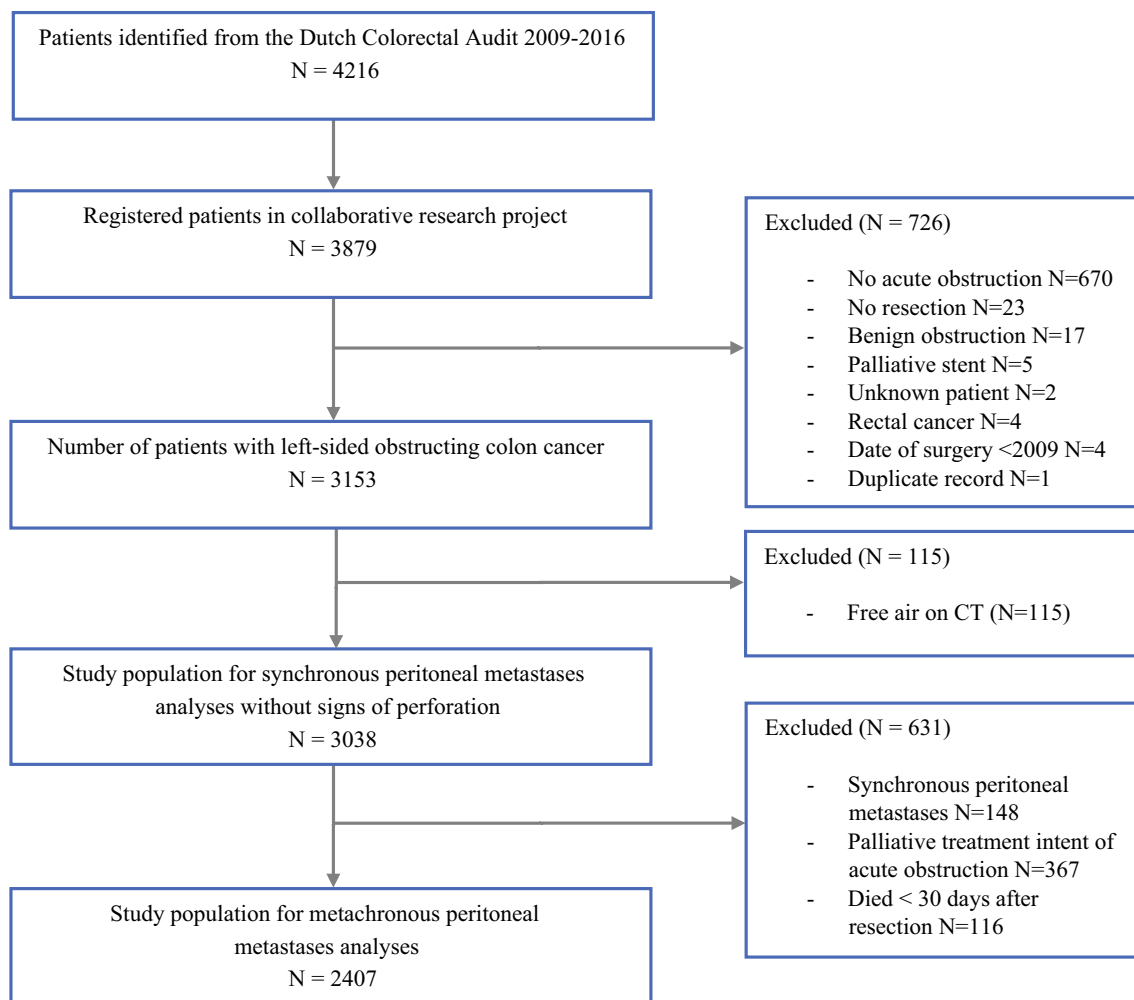 Patients identified from the Dutch Colorectal Audit 2009-2016
N = 4216
Registered patients in collaborative research project
N = 3879
Excluded (N = 726)
- No acute obstruction N=670
- No resection N=23
- Benign obstruction N=17
- Palliative stent N=5
- Unknown patient N=2
- Rectal cancer N=4
- Date of surgery <2009 N=4
- Duplicate record N=1
Number of patients with left-sided obstructing colon cancer
N = 3153
Excluded (N = 115)
- Free air on CT (N=115)
Study population for synchronous peritoneal metastases
analyses without signs of perforation
N = 3038
Excluded (N = 631)
- Synchronous peritoneal
metastases N=148
- Palliative treatment intent of
acute obstruction N=367
- Died < 30 days after
resection N=116
Study population for metachronous peritoneal
metastases analyses
N = 2407